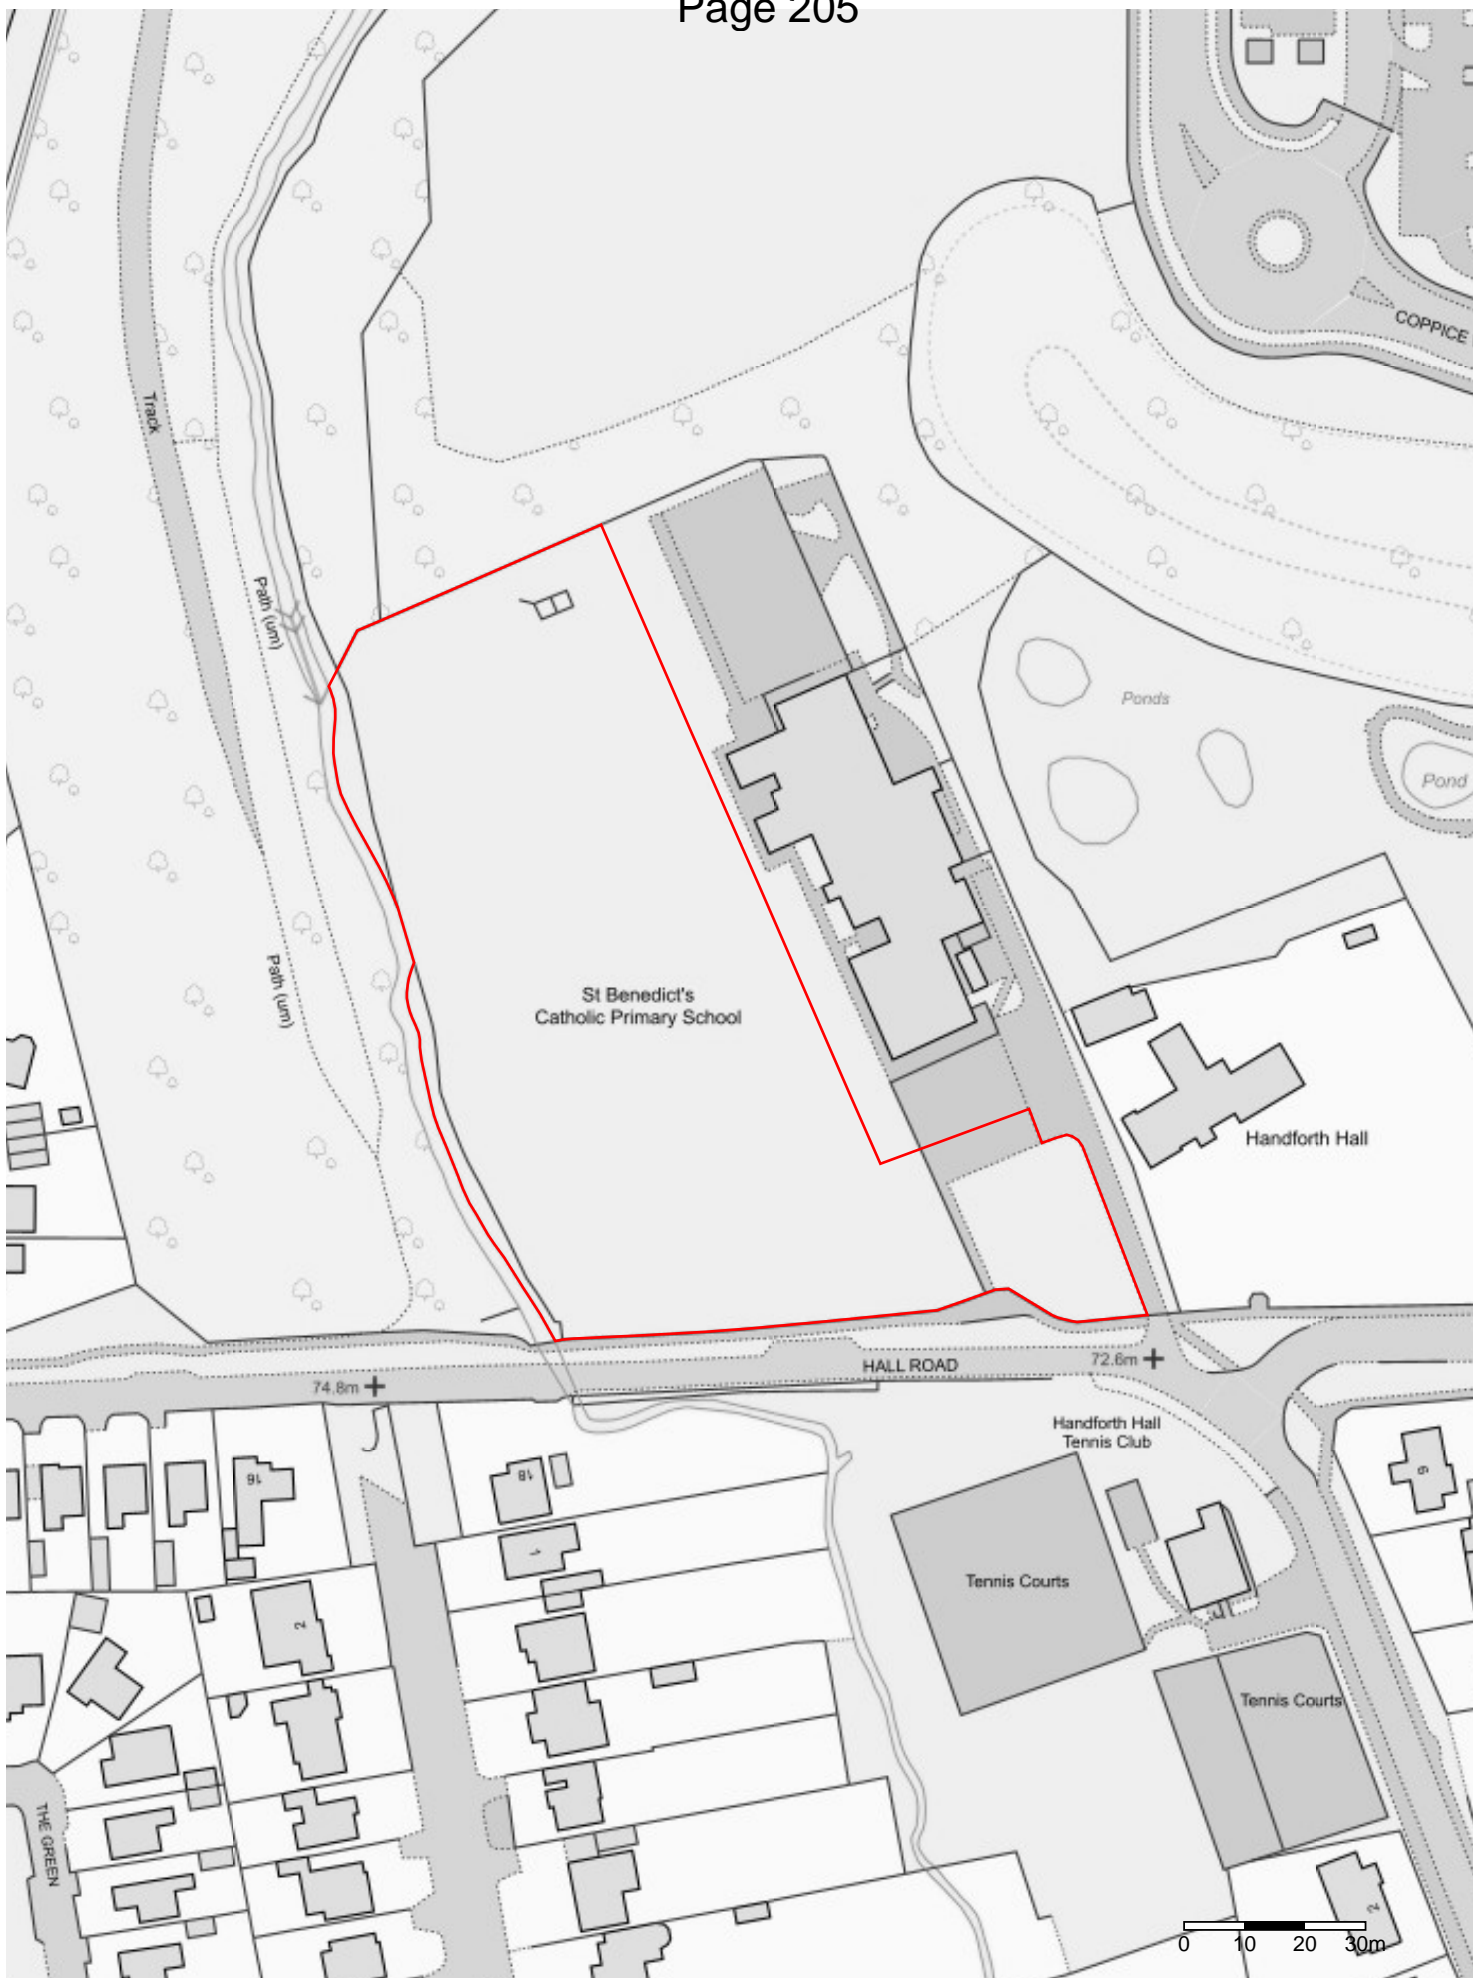 Page 205
COPPICE
Track
Path (um)
Ponds
Pond
Path (um)
St Benedict's
Catholic Primary School
Handforth Hall
HALL ROAD
72.6m
74.8m
Handforth Hall
Tennis Club
16
18
9
1
Tennis Courts
2
Tennis Courts
THE GREEN
2
0 10 20 30m